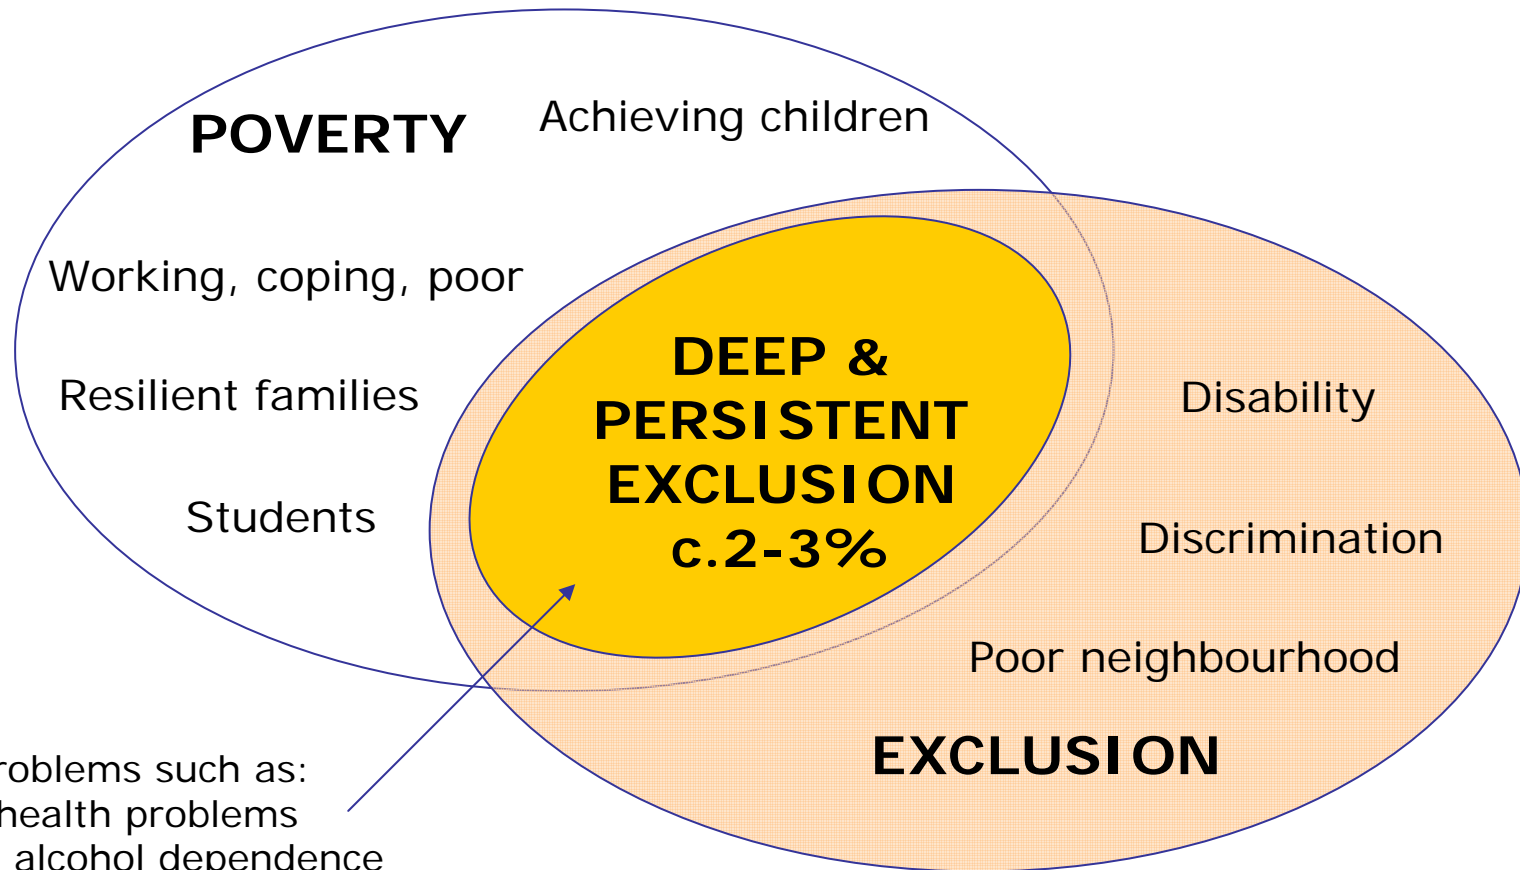 POVERTY
Achieving children
Working, coping, poor
Resilient families
Students
DEEP &
PERSISTENT
EXCLUSION
c.2-3%
Disability
Discrimination
Poor neighbourhood
EXCLUSION
such as:
health problems
alcohol dependence